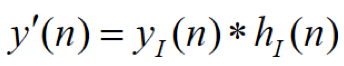 y′(n) = y_I(n) * h_I(n)